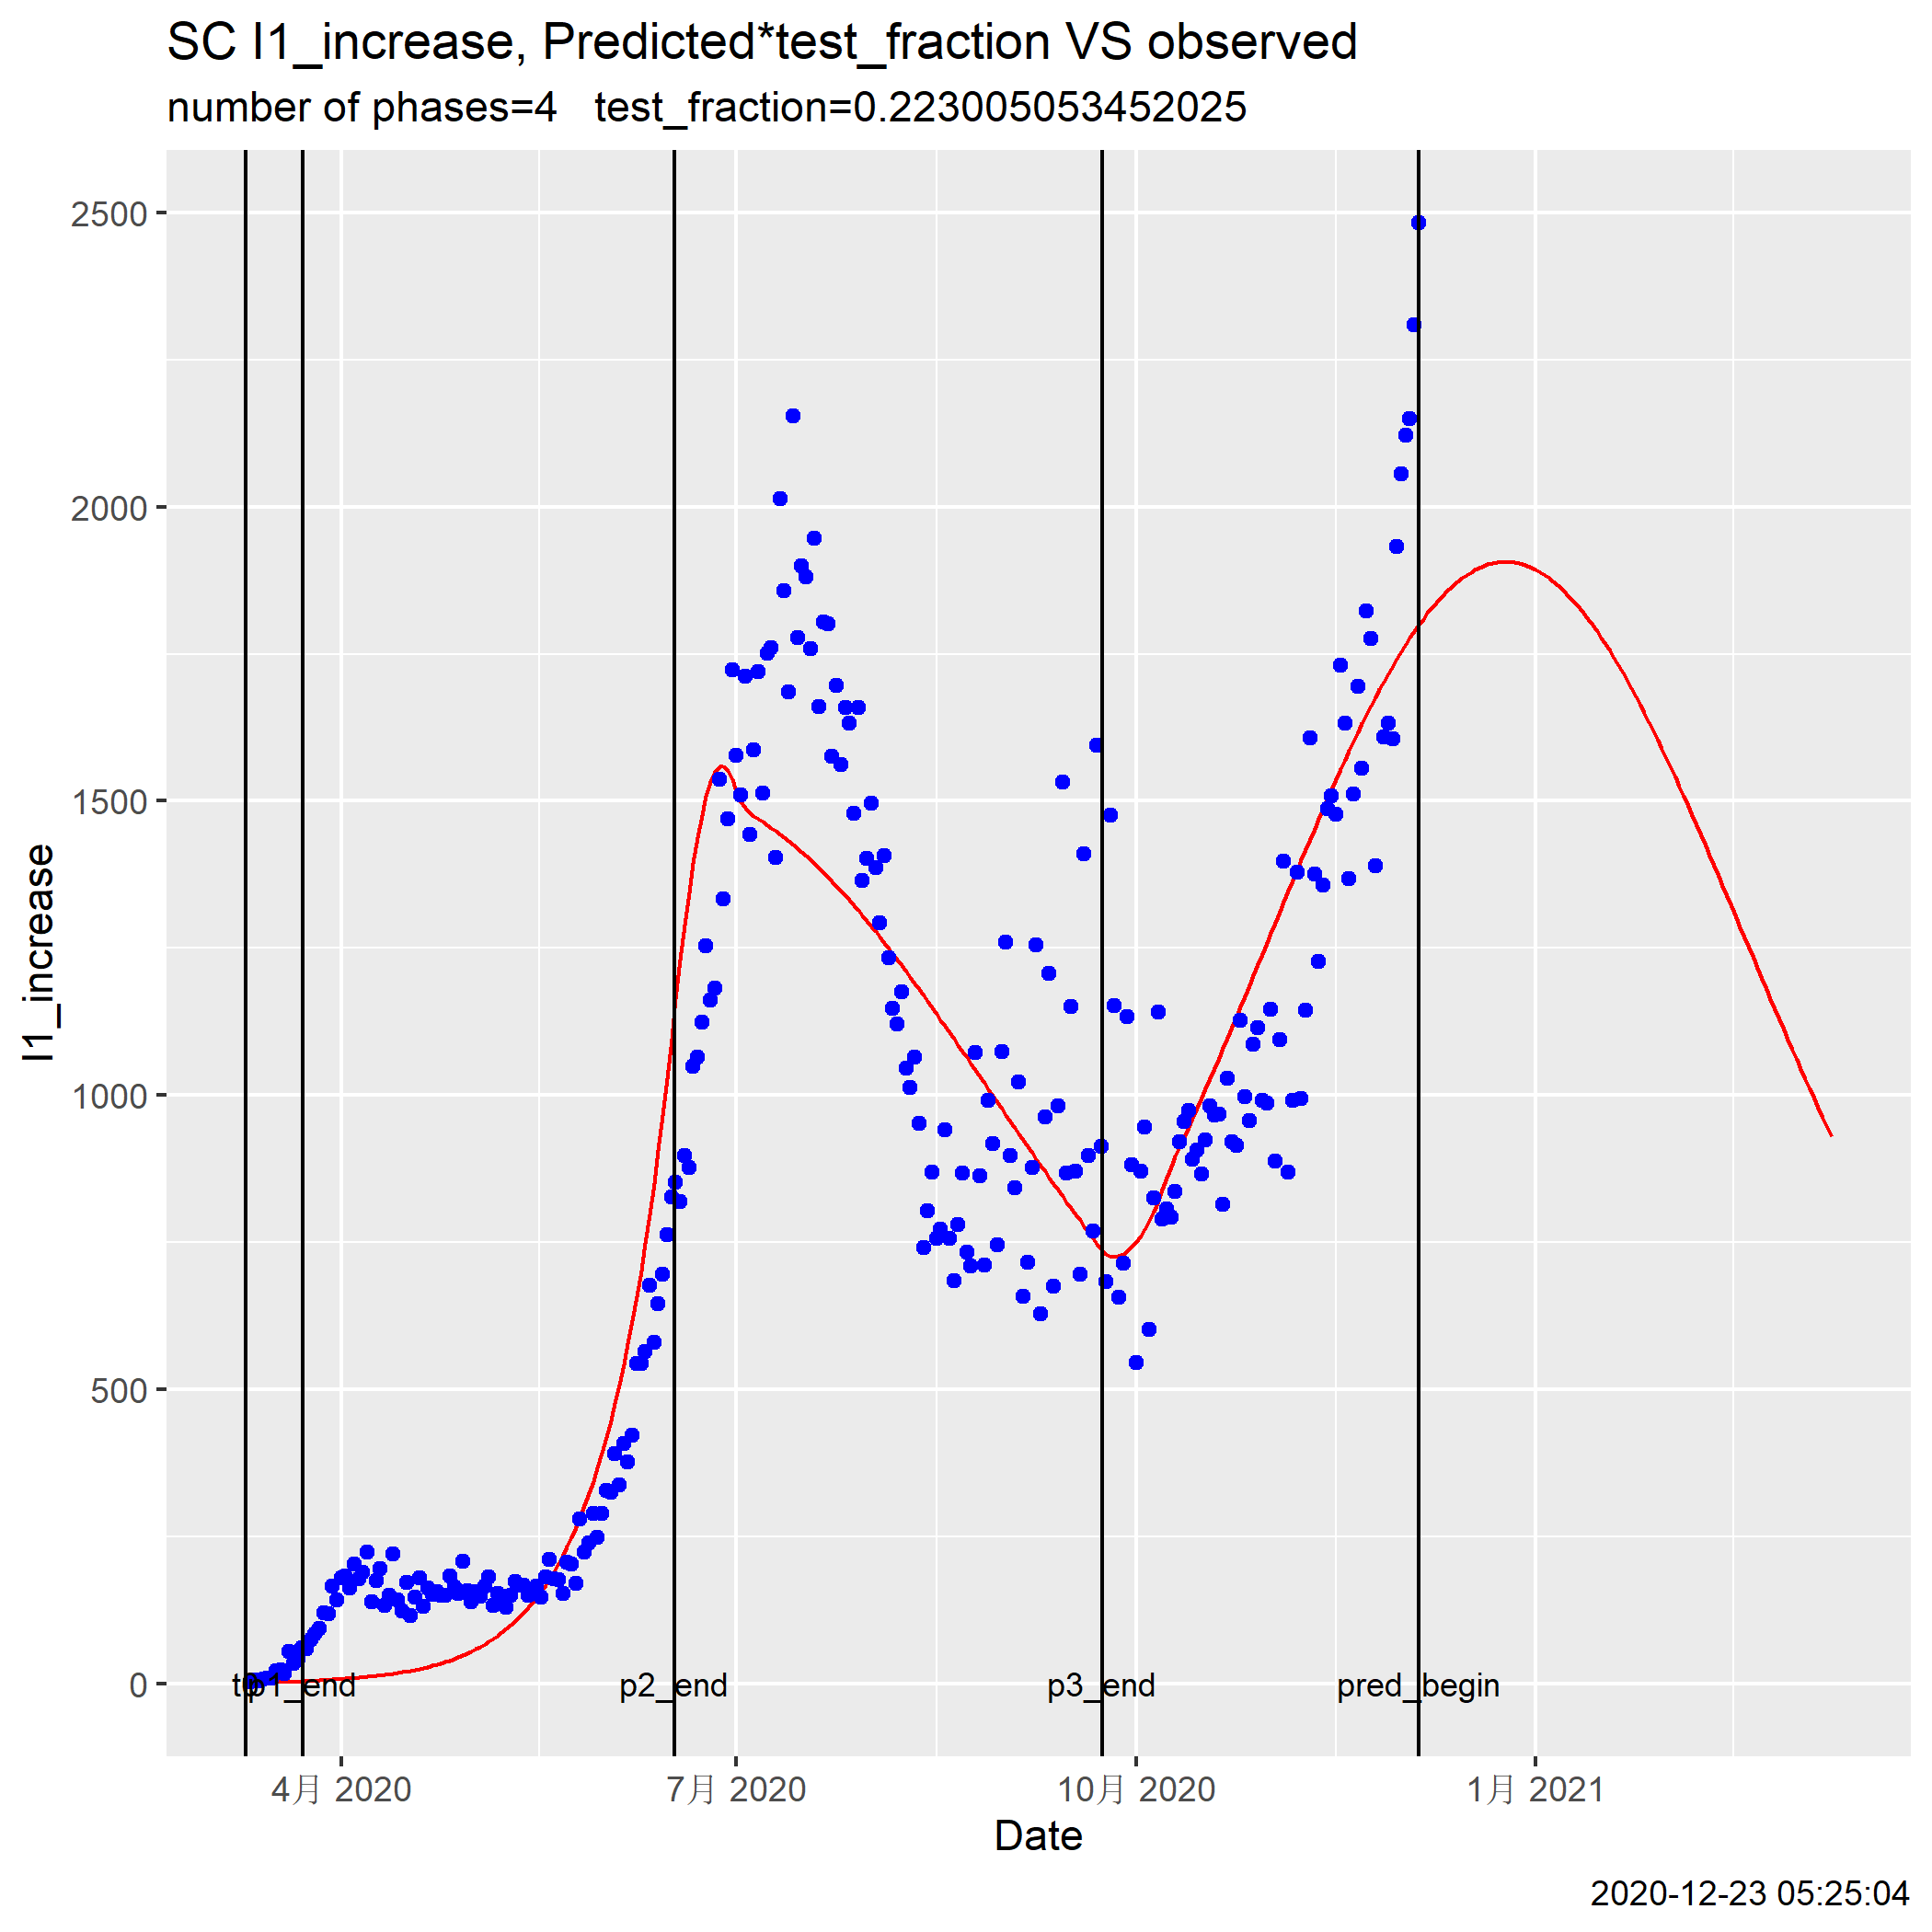 SC I1_increase, Predicted*test_fraction VS observed
number of phases=4   test_fraction=0.223005053452025
2500
2000
1500
1000
500
0
I1_increase
p1_end
p2_end
p3_end
pred_begin
4月 2020
7月 2020
10月 2020
1月 2021
Date
2020-12-23 05:25:04